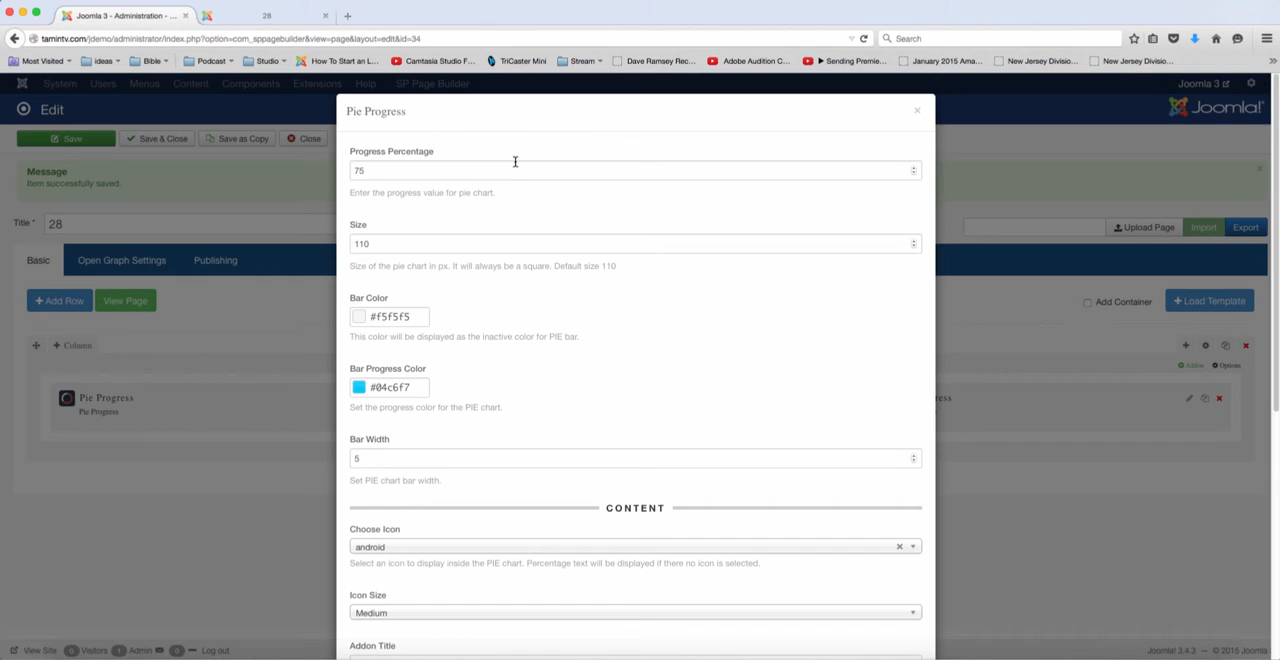 Joomla 3 - Administration - ... × 28 × +
tamintv.com/jdemo/administrator/index.php?option=com_sppagebuilder&view=page&layout=edit&id=34 Search
Most Visited ideas Bible Podcast Studio How To Start an L... Camtasia Studio F... TriCaster Mini Stream Dave Ramsey Rec... Adobe Audition C... Sending Premie... January 2015 Ama... New Jersey Divisio... New Jersey Divisio...
System Users Menus Content Components Extensions Help SP Page Builder Joomla 3
Edit Joomla!
Save Save & Close Save as Copy Close
Message
Item successfully saved.
Title * 28 Upload Page Import Export
Basic Open Graph Settings Publishing
+ Add Row View Page Add Container + Load Template
+ Column
Addon Options
Pie Progress
Pie Progress
ress
Pie Progress ×
Progress Percentage
75
Enter the progress value for pie chart.
Size
110
Size of the pie chart in px. It will always be a square. Default size 110
Bar Color
#f5f5f5
This color will be displayed as the inactive color for PIE bar.
Bar Progress Color
#04c6f7
Set the progress color for the PIE chart.
Bar Width
5
Set PIE chart bar width.
CONTENT
Choose Icon
android
Select an icon to display inside the PIE chart. Percentage text will be displayed if there no icon is selected.
Icon Size
Medium
Addon Title
View Site 0 Visitors 1 Admin 0 Log out Joomla! 3.4.3 — © 2015 Joomla